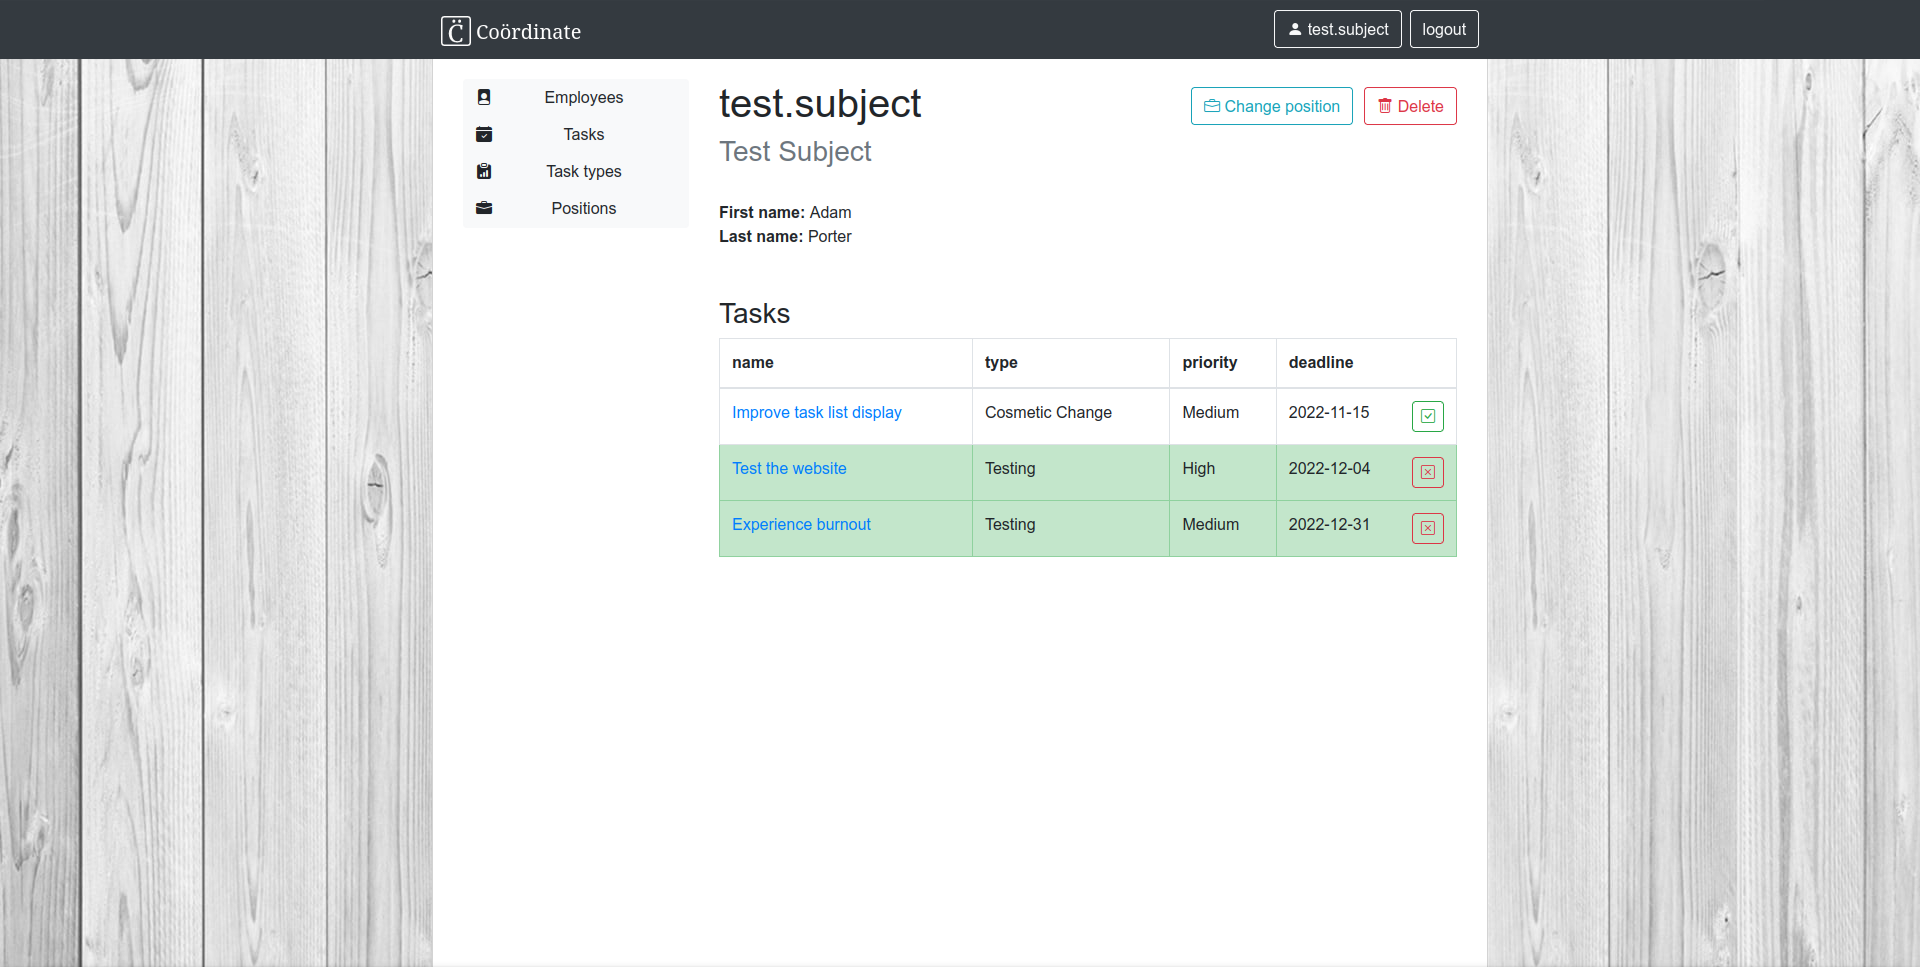 C̈ Coördinate
test.subject
logout
Employees
Tasks
Task types
Positions
test.subject
Change position
Delete
Test Subject
First name: Adam
Last name: Porter
Tasks
name type priority deadline
Improve task list display Cosmetic Change Medium 2022-11-15
Test the website Testing High 2022-12-04
Experience burnout Testing Medium 2022-12-31